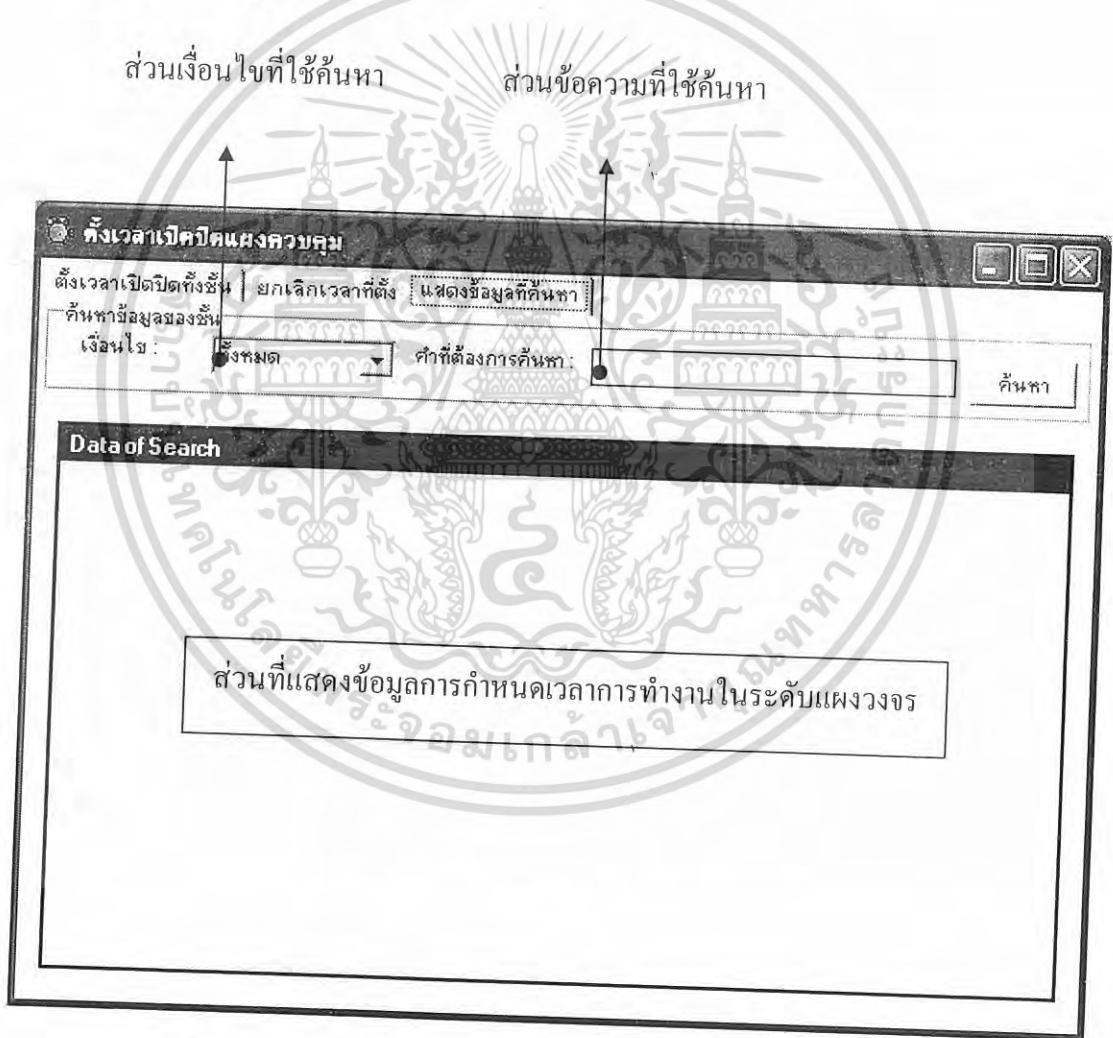 ส่วนเงื่อนไขที่ใช้ค้นหา ส่วนข้อความที่ใช้ค้นหา
ตั้งเวลาเปิดปิดแผงควบคุม
ตั้งเวลาเปิดปิดทั้งชั้น ยกเลิกเวลาที่ตั้ง แสดงข้อมูลที่ค้นหา
ค้นหาข้อมูลของชั้น
เงื่อนไข : ทั้งหมด คำที่ต้องการค้นหา : ค้นหา
Data of Search
ส่วนที่แสดงข้อมูลการกำหนดเวลาการทำงานในระดับแผงวงจร